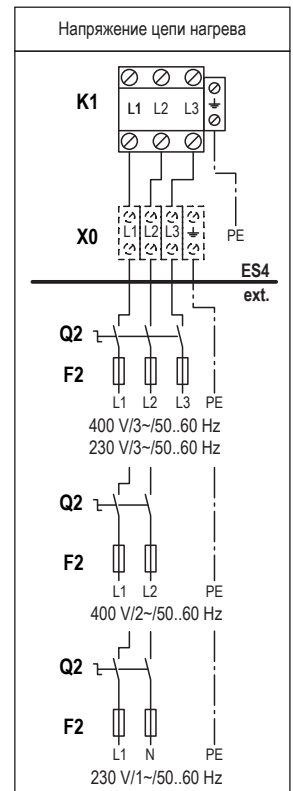 Напряжение цепи нагрева
K1
L1 L2 L3
X0
L1 L2 L3
PE
ES4
ext.
Q2
F2
L1 L2 L3 PE
400 V/3~/50..60 Hz
230 V/3~/50..60 Hz
Q2
F2
L1 L2 PE
400 V/2~/50..60 Hz
Q2
F2
L1 N PE
230 V/1~/50..60 Hz